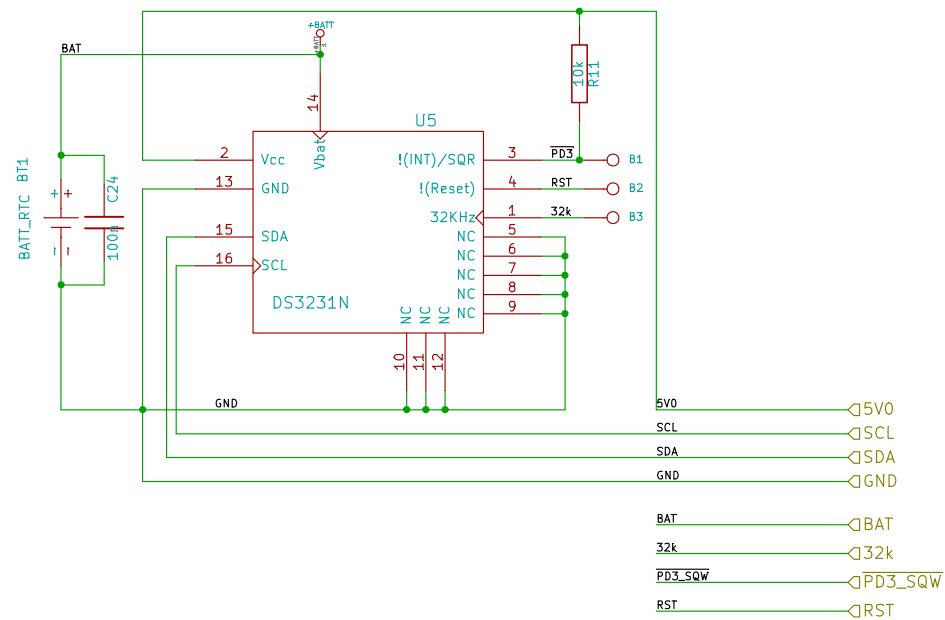 +BATT
BAT
+BATT
1
10k
R11
14
U5
Vbat
2
Vcc
!(INT)/SQR
3
PD3
B1
13
GND
!(Reset)
4
RST
B2
32KHz
1
32k
B3
BT1
BATT_RTC
+
+
-
-
C24
100n
15
SDA
NC
5
16
SCL
NC
6
NC
7
NC
8
NC
9
DS3231N
NC
NC
NC
10
11
12
GND
5V0
5V0
SCL
SCL
SDA
SDA
GND
GND
BAT
BAT
32k
32k
PD3_SQW
PD3_SQW
RST
RST